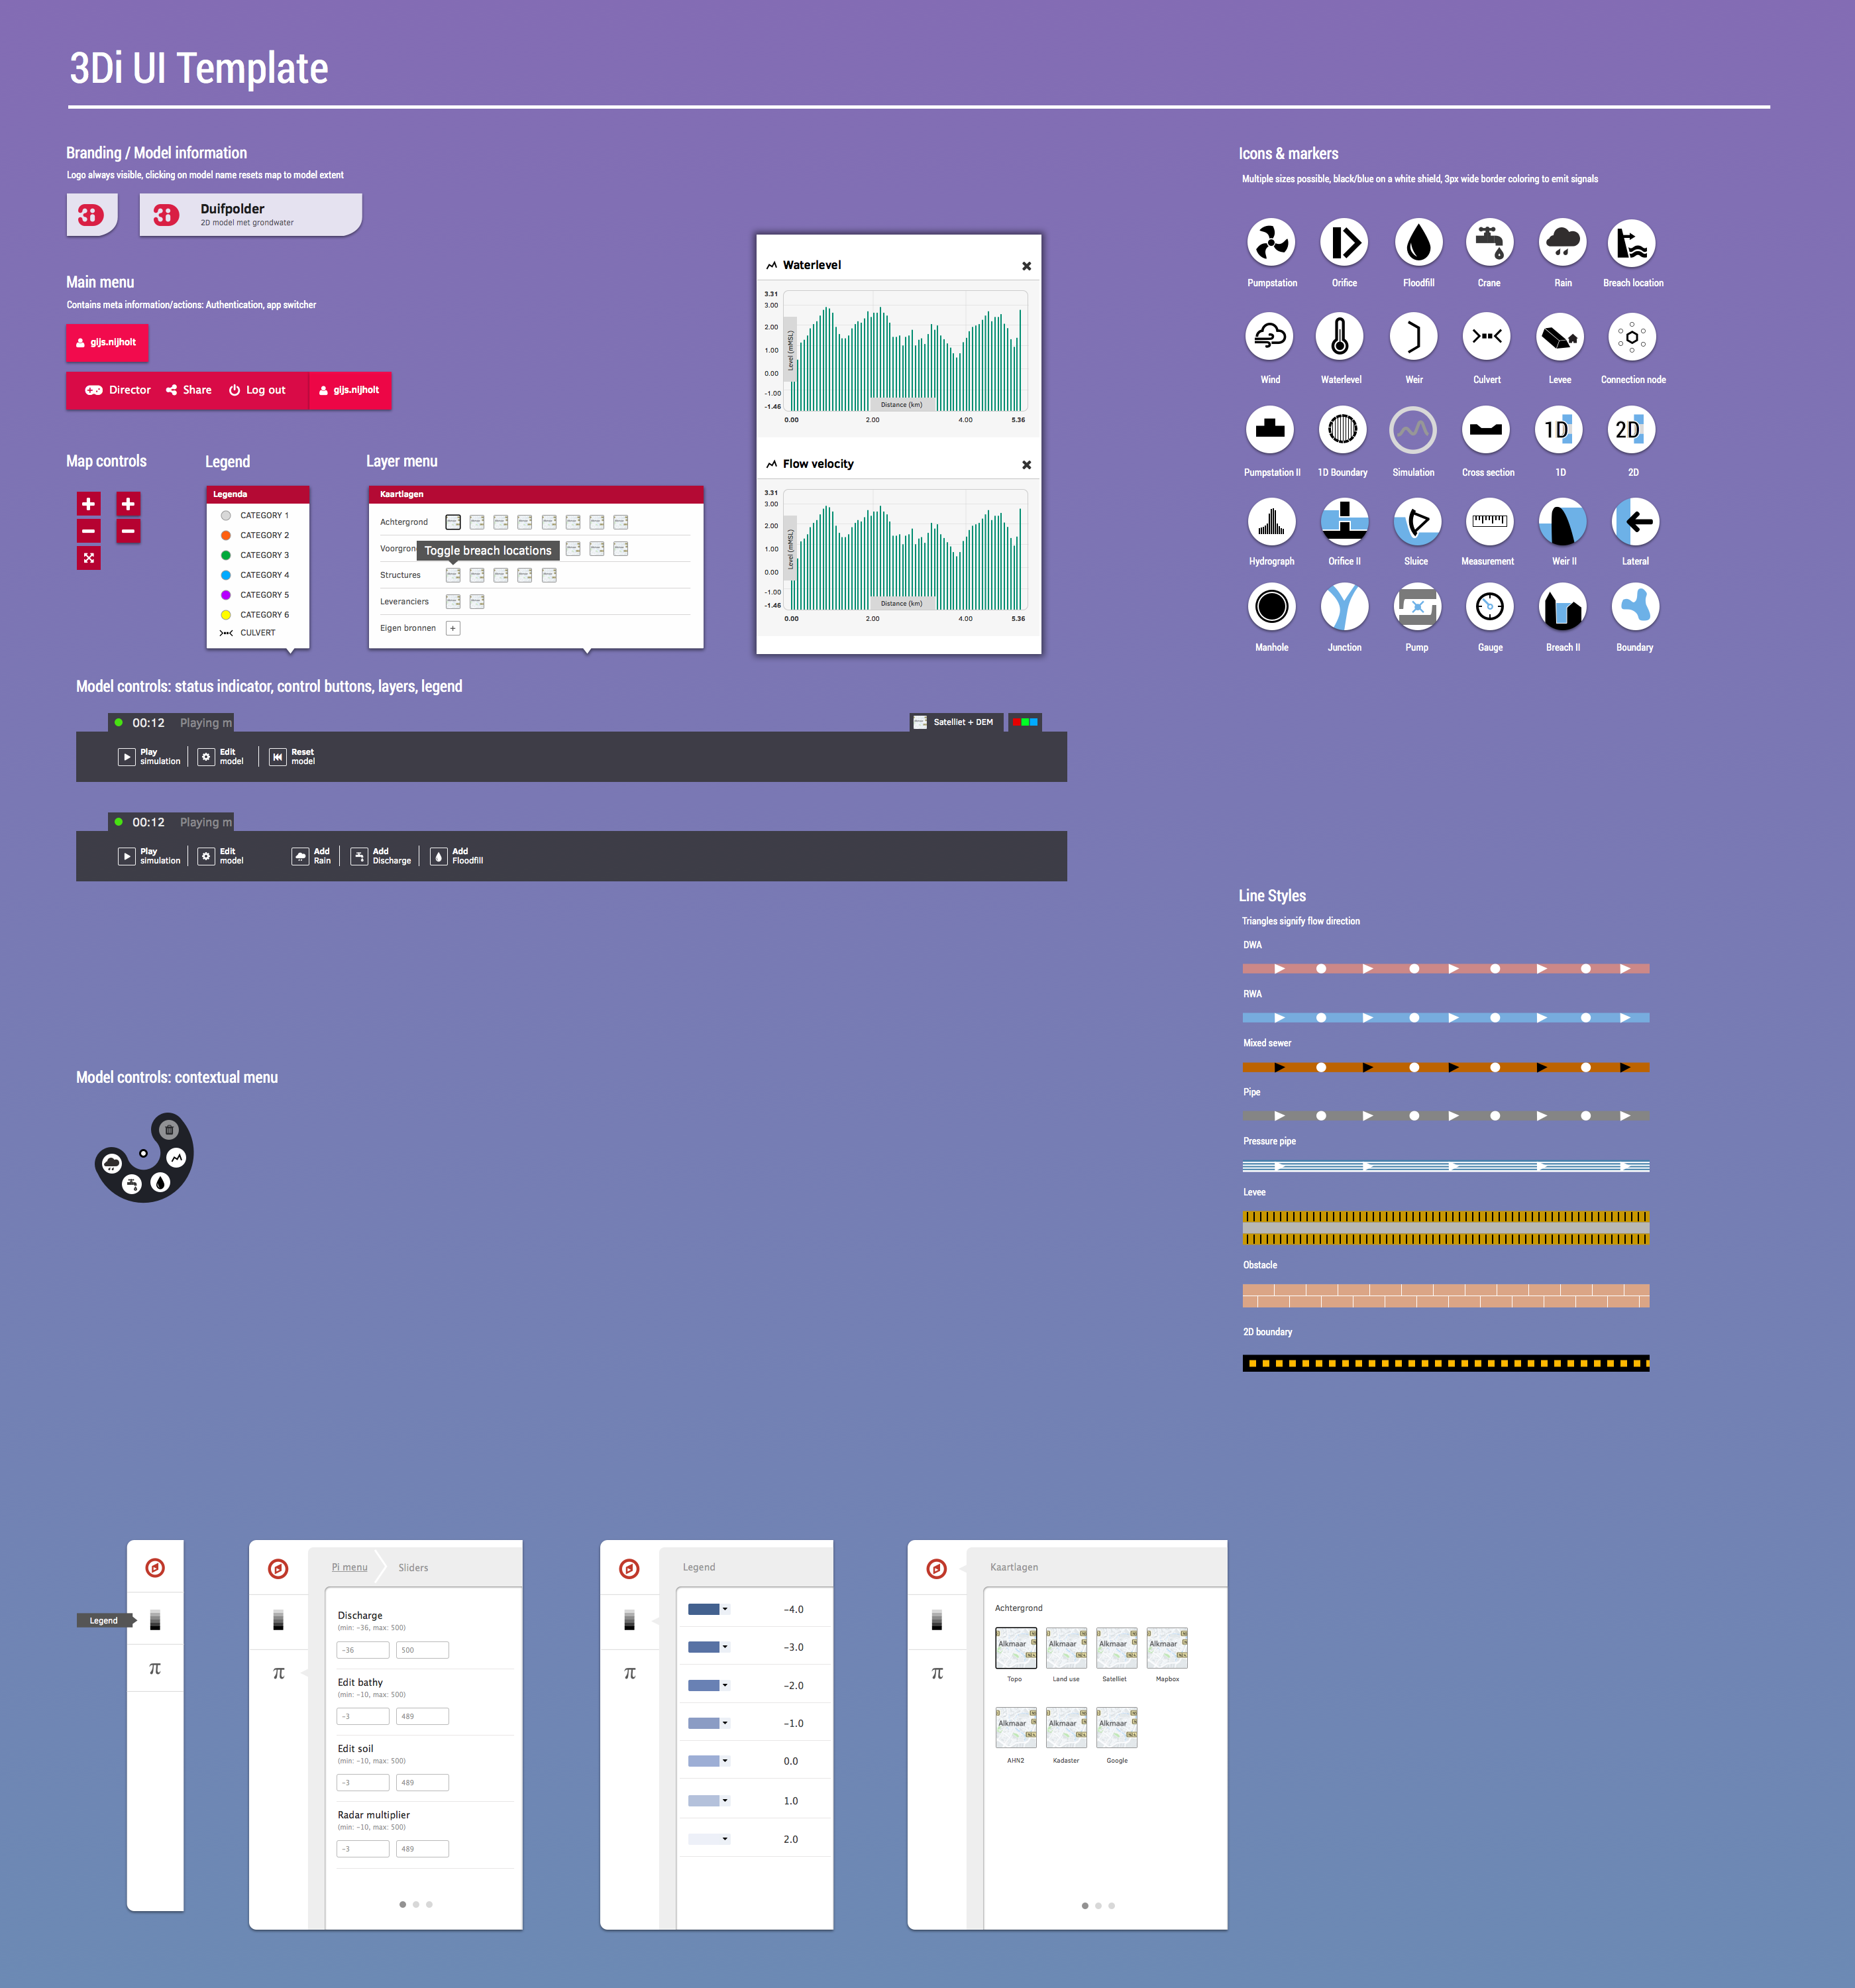 3Di UI Template
Branding / Model information
Logo always visible, clicking on model name resets map to model extent
3i
3i
Duifpolder
2D model met grondwater
Main menu
Contains meta information/actions: Authentication, app switcher
gijs.nijholt
Director
Share
Log out
gijs.nijholt
Map controls
Legend
Legenda
CATEGORY 1
CATEGORY 2
CATEGORY 3
CATEGORY 4
CATEGORY 5
CATEGORY 6
CULVERT
Layer menu
Kaartlagen
Achtergrond
Voorgron
Toggle breach locations
Structures
Leveranciers
Eigen bronnen
+
Waterlevel
3.31
3.00
2.00
1.00
0.00
-1.00
-1.46
Level (mMSL)
Distance (km)
0.00
2.00
4.00
5.36
Flow velocity
3.31
3.00
2.00
1.00
0.00
-1.00
-1.46
Level (mMSL)
Distance (km)
0.00
2.00
4.00
5.36
Icons & markers
Multiple sizes possible, black/blue on a white shield, 3px wide border coloring to emit signals
Pumpstation
Orifice
Floodfill
Crane
Rain
Breach location
Wind
Waterlevel
Weir
Culvert
Levee
Connection node
1D
2D
Pumpstation II
1D Boundary
Simulation
Cross section
1D
2D
Hydrograph
Orifice II
Sluice
Measurement
Weir II
Lateral
Manhole
Junction
Pump
Gauge
Breach II
Boundary
Model controls: status indicator, control buttons, layers, legend
00:12
Playing m
Satelliet + DEM
Play
simulation
Edit
model
Reset
model
00:12
Playing m
Play
simulation
Edit
model
Add
Rain
Add
Discharge
Add
Floodfill
Line Styles
Triangles signify flow direction
DWA
RWA
Mixed sewer
Pipe
Pressure pipe
Levee
Obstacle
2D boundary
Model controls: contextual menu
Legend
π
π
Pi menu
Sliders
Discharge
(min: -36, max: 500)
-36
500
Edit bathy
(min: -10, max: 500)
-3
489
Edit soil
(min: -10, max: 500)
-3
489
Radar multiplier
(min: -10, max: 500)
-3
489
π
Legend
-4.0
-3.0
-2.0
-1.0
0.0
1.0
2.0
π
Kaartlagen
Achtergrond
Alkmaar
Alkmaar
Alkmaar
Alkmaar
Topo
Land use
Satelliet
Mapbox
Alkmaar
Alkmaar
Alkmaar
AHN2
Kadaster
Google